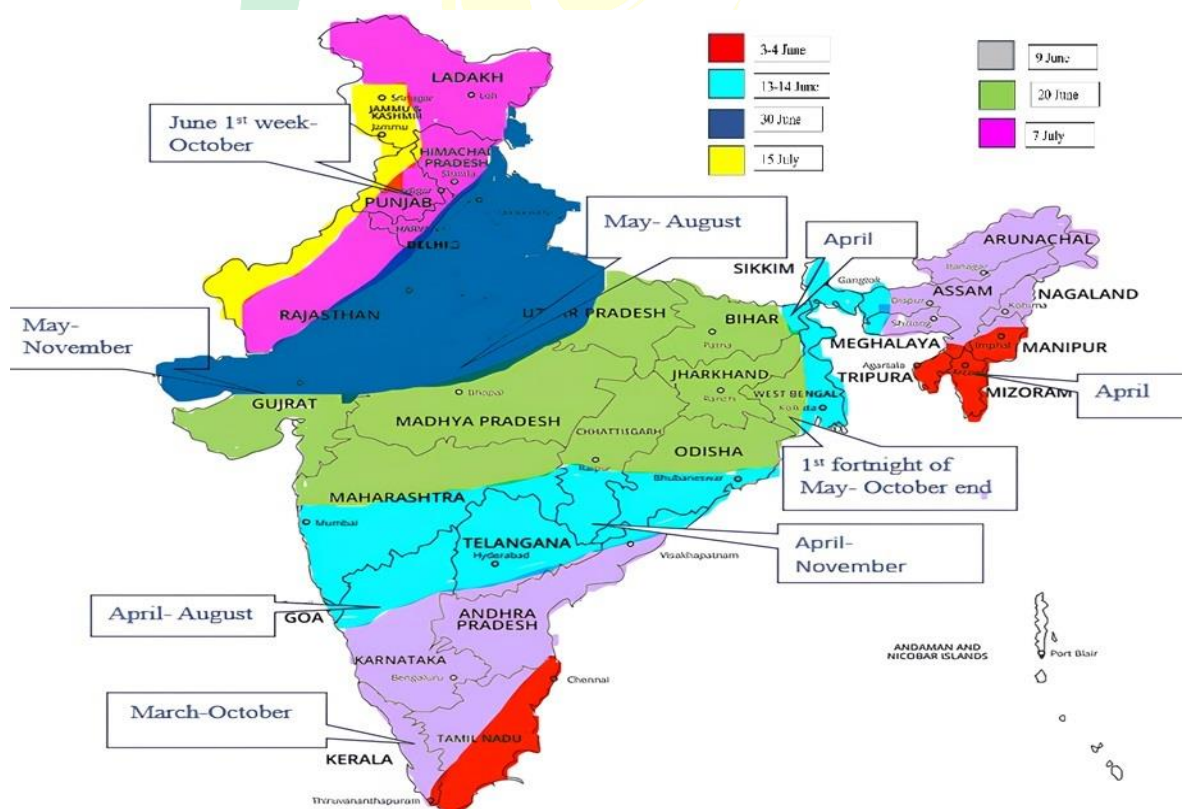 3-4 June
9 June
13-14 June
20 June
30 June
7 July
15 July
LADAKH
Leh
Srinagar
JAMMU &
KASHMIR
Jammu
June 1st week-
October
HIMACHAL
PRADESH
Shimla
PUNJAB
DELHI
May- August
April
SIKKIM
Gangtok
ARUNACHAL
Itanagar
ASSAM
Dispur
NAGALAND
Kohima
Shillong
MEGHALAYA
Imphal
MANIPUR
Agartala
TRIPURA
MIZORAM
April
RAJASTHAN
PRADESH
BIHAR
Patna
May-
November
GUJRAT
Bhopal
MADHYA PRADESH
JHARKHAND
Ranchi
WEST BENGAL
Kolkata
CHHATTISGARH
Raipur
ODISHA
Bhubaneswar
1st fortnight of
May- October end
MAHARASHTRA
Mumbai
TELANGANA
Hyderabad
Visakhapatnam
April-
November
April- August
GOA
ANDHRA
PRADESH
KARNATAKA
Bengaluru
Chennai
ANDAMAN AND
NICOBAR ISLANDS
Port Blair
March-October
TAMIL NADU
KERALA
Thiruvananthapuram